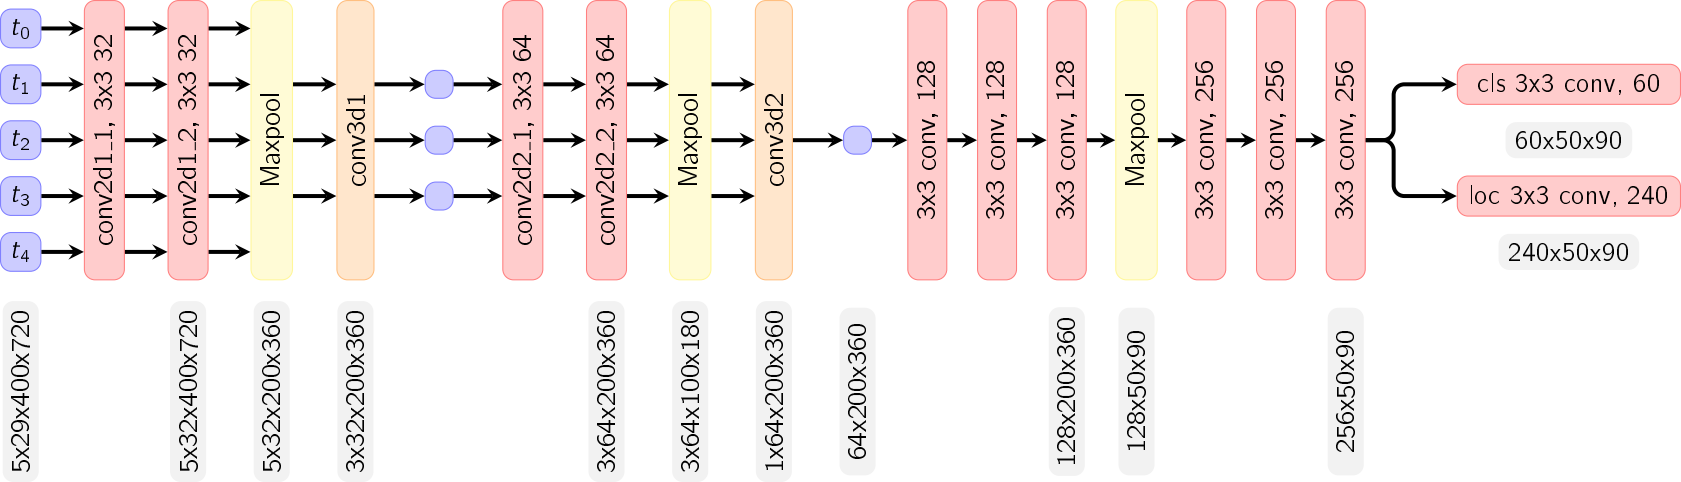 t0
t1
t2
t3
t4
conv2d1_1, 3x3 32
conv2d1_2, 3x3 32
Maxpool
conv3d1
conv2d2_1, 3x3 64
conv2d2_2, 3x3 64
Maxpool
conv3d2
3x3 conv, 128
3x3 conv, 128
3x3 conv, 128
Maxpool
3x3 conv, 256
3x3 conv, 256
3x3 conv, 256
cls 3x3 conv, 60
60x50x90
loc 3x3 conv, 240
240x50x90
5x29x400x720
5x32x400x720
5x32x200x360
3x32x200x360
3x64x200x360
3x64x100x180
1x64x200x360
64x200x360
128x200x360
128x50x90
256x50x90